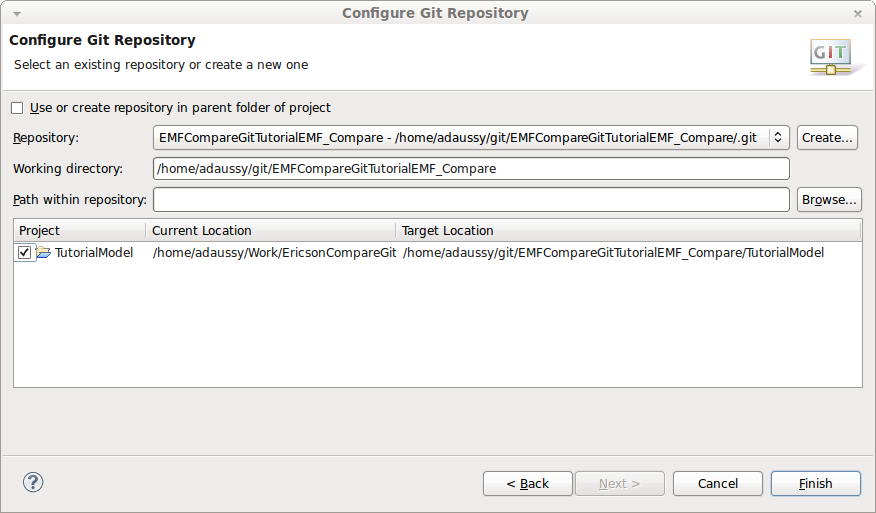 Configure Git Repository
Configure Git Repository
Select an existing repository or create a new one
GIT
Use or create repository in parent folder of project
Repository: EMFCompareGitTutorialEMF_Compare - /home/adaussy/git/EMFCompareGitTutorialEMF_Compare/.git Create...
Working directory: /home/adaussy/git/EMFCompareGitTutorialEMF_Compare
Path within repository: Browse...
Project Current Location Target Location
TutorialModel /home/adaussy/Work/EricsonCompareGit /home/adaussy/git/EMFCompareGitTutorialEMF_Compare/TutorialModel
? < Back Next > Cancel Finish